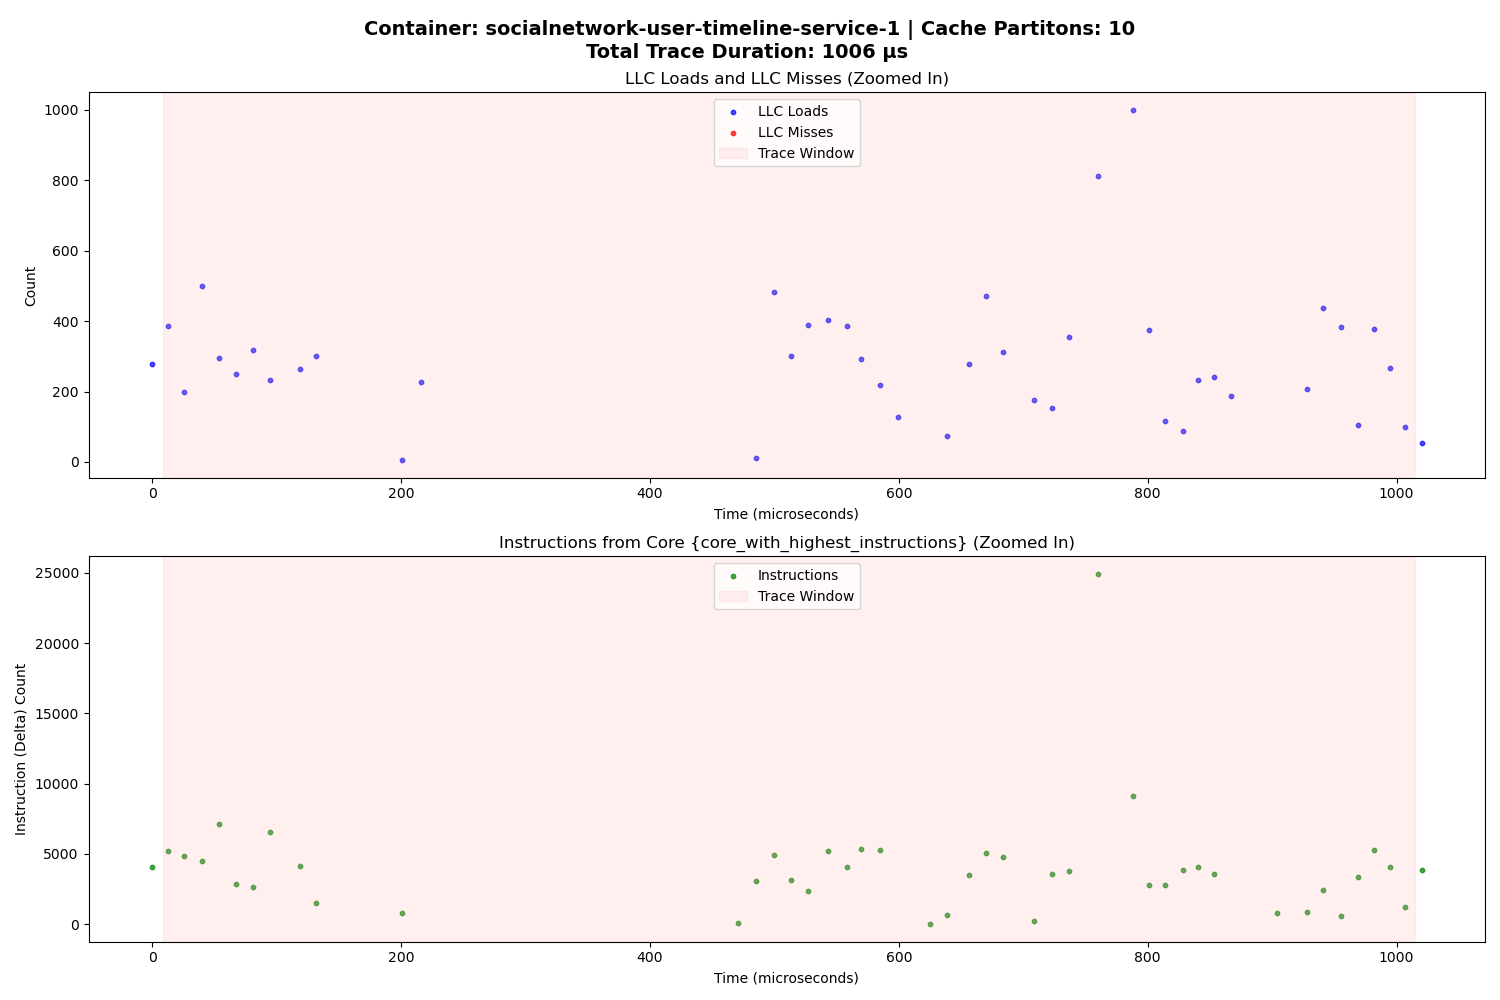 Container: socialnetwork-user-timeline-service-1 | Cache Partitons: 10
Total Trace Duration: 1006 µs
LLC Loads and LLC Misses (Zoomed In)
1000
800
600
400
200
0
Count
LLC Loads
LLC Misses
Trace Window
0
200
400
600
800
1000
Time (microseconds)
Instructions from Core {core_with_highest_instructions} (Zoomed In)
25000
20000
15000
10000
5000
0
Instruction (Delta) Count
Instructions
Trace Window
0
200
400
600
800
1000
Time (microseconds)